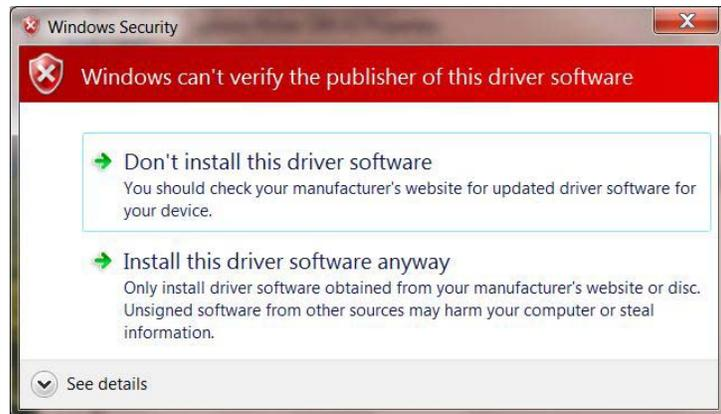 Windows Security
Windows can't verify the publisher of this driver software
Don't install this driver software
You should check your manufacturer's website for updated driver software for
your device.
Install this driver software anyway
Only install driver software obtained from your manufacturer's website or disc.
Unsigned software from other sources may harm your computer or steal
information.
See details